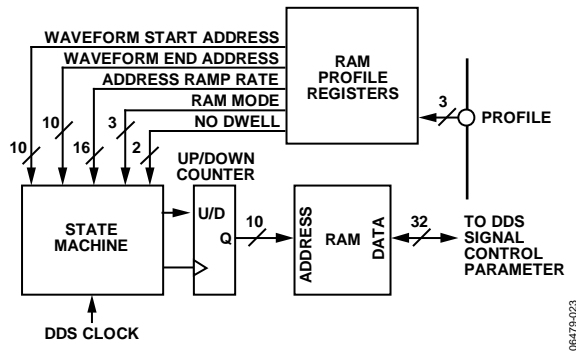 WAVEFORM START ADDRESS
WAVEFORM END ADDRESS
ADDRESS RAMP RATE
RAM MODE
NO DWELL
RAM
PROFILE
REGISTERS
3
PROFILE
10
10
16
3
2
UP/DOWN
COUNTER
STATE
MACHINE
U/D
Q
10
ADDRESS
RAM
DATA
32
TO DDS
SIGNAL
CONTROL
PARAMETER
DDS CLOCK
06479-023